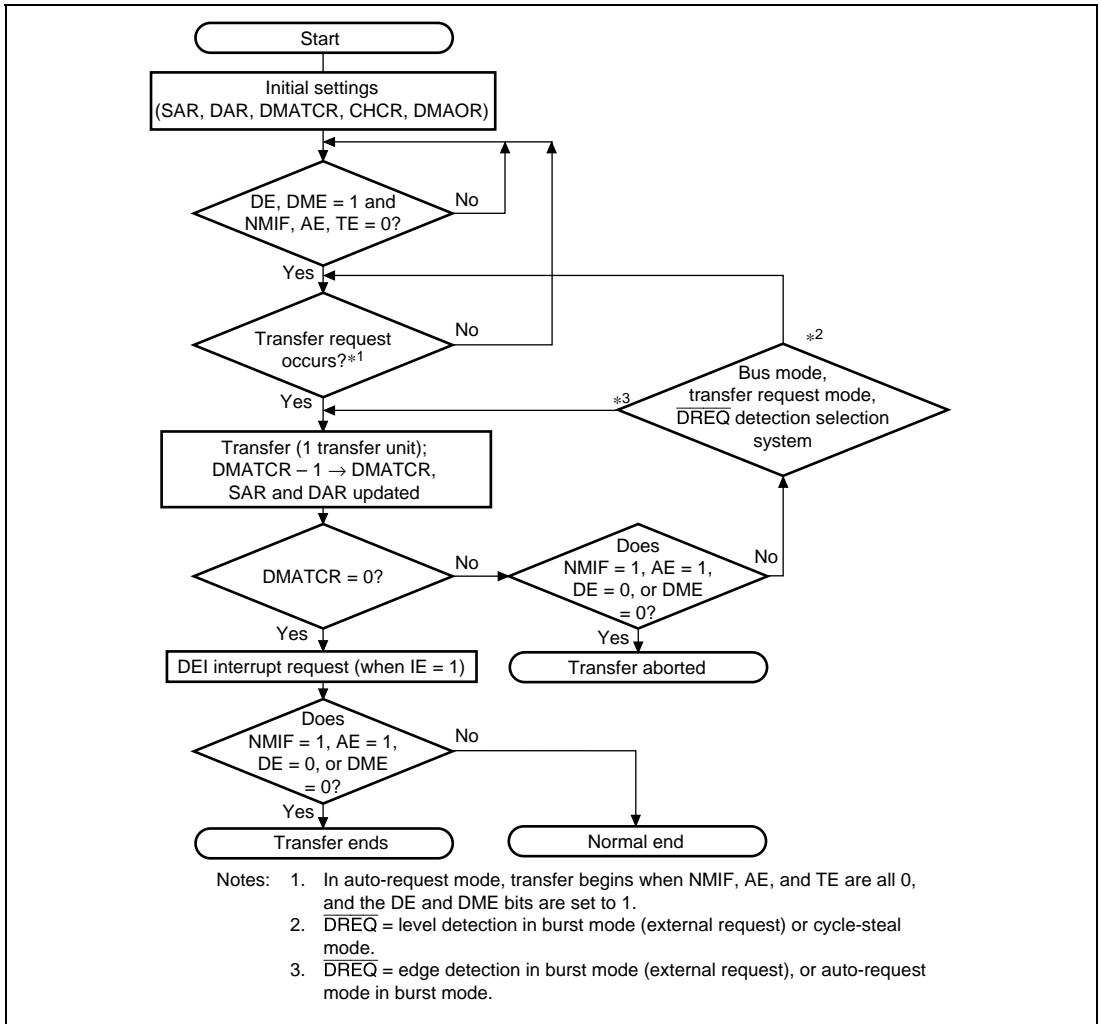 Start
Initial settings
(SAR, DAR, DMATCR, CHCR, DMAOR)
DE, DME = 1 and
NMIF, AE, TE = 0?
No
Yes
Transfer request
occurs?*1
No
Yes
*2
Bus mode,
transfer request mode,
DREQ detection selection
system
*3
Transfer (1 transfer unit);
DMATCR – 1 → DMATCR,
SAR and DAR updated
DMATCR = 0?
No
Yes
Does
NMIF = 1, AE = 1,
DE = 0, or DME
= 0?
No
Yes
Transfer aborted
DEI interrupt request (when IE = 1)
Does
NMIF = 1, AE = 1,
DE = 0, or DME
= 0?
No
Yes
Transfer ends
Normal end
Notes: 1. In auto-request mode, transfer begins when NMIF, AE, and TE are all 0,
and the DE and DME bits are set to 1.
2. DREQ = level detection in burst mode (external request) or cycle-steal
mode.
3. DREQ = edge detection in burst mode (external request), or auto-request
mode in burst mode.